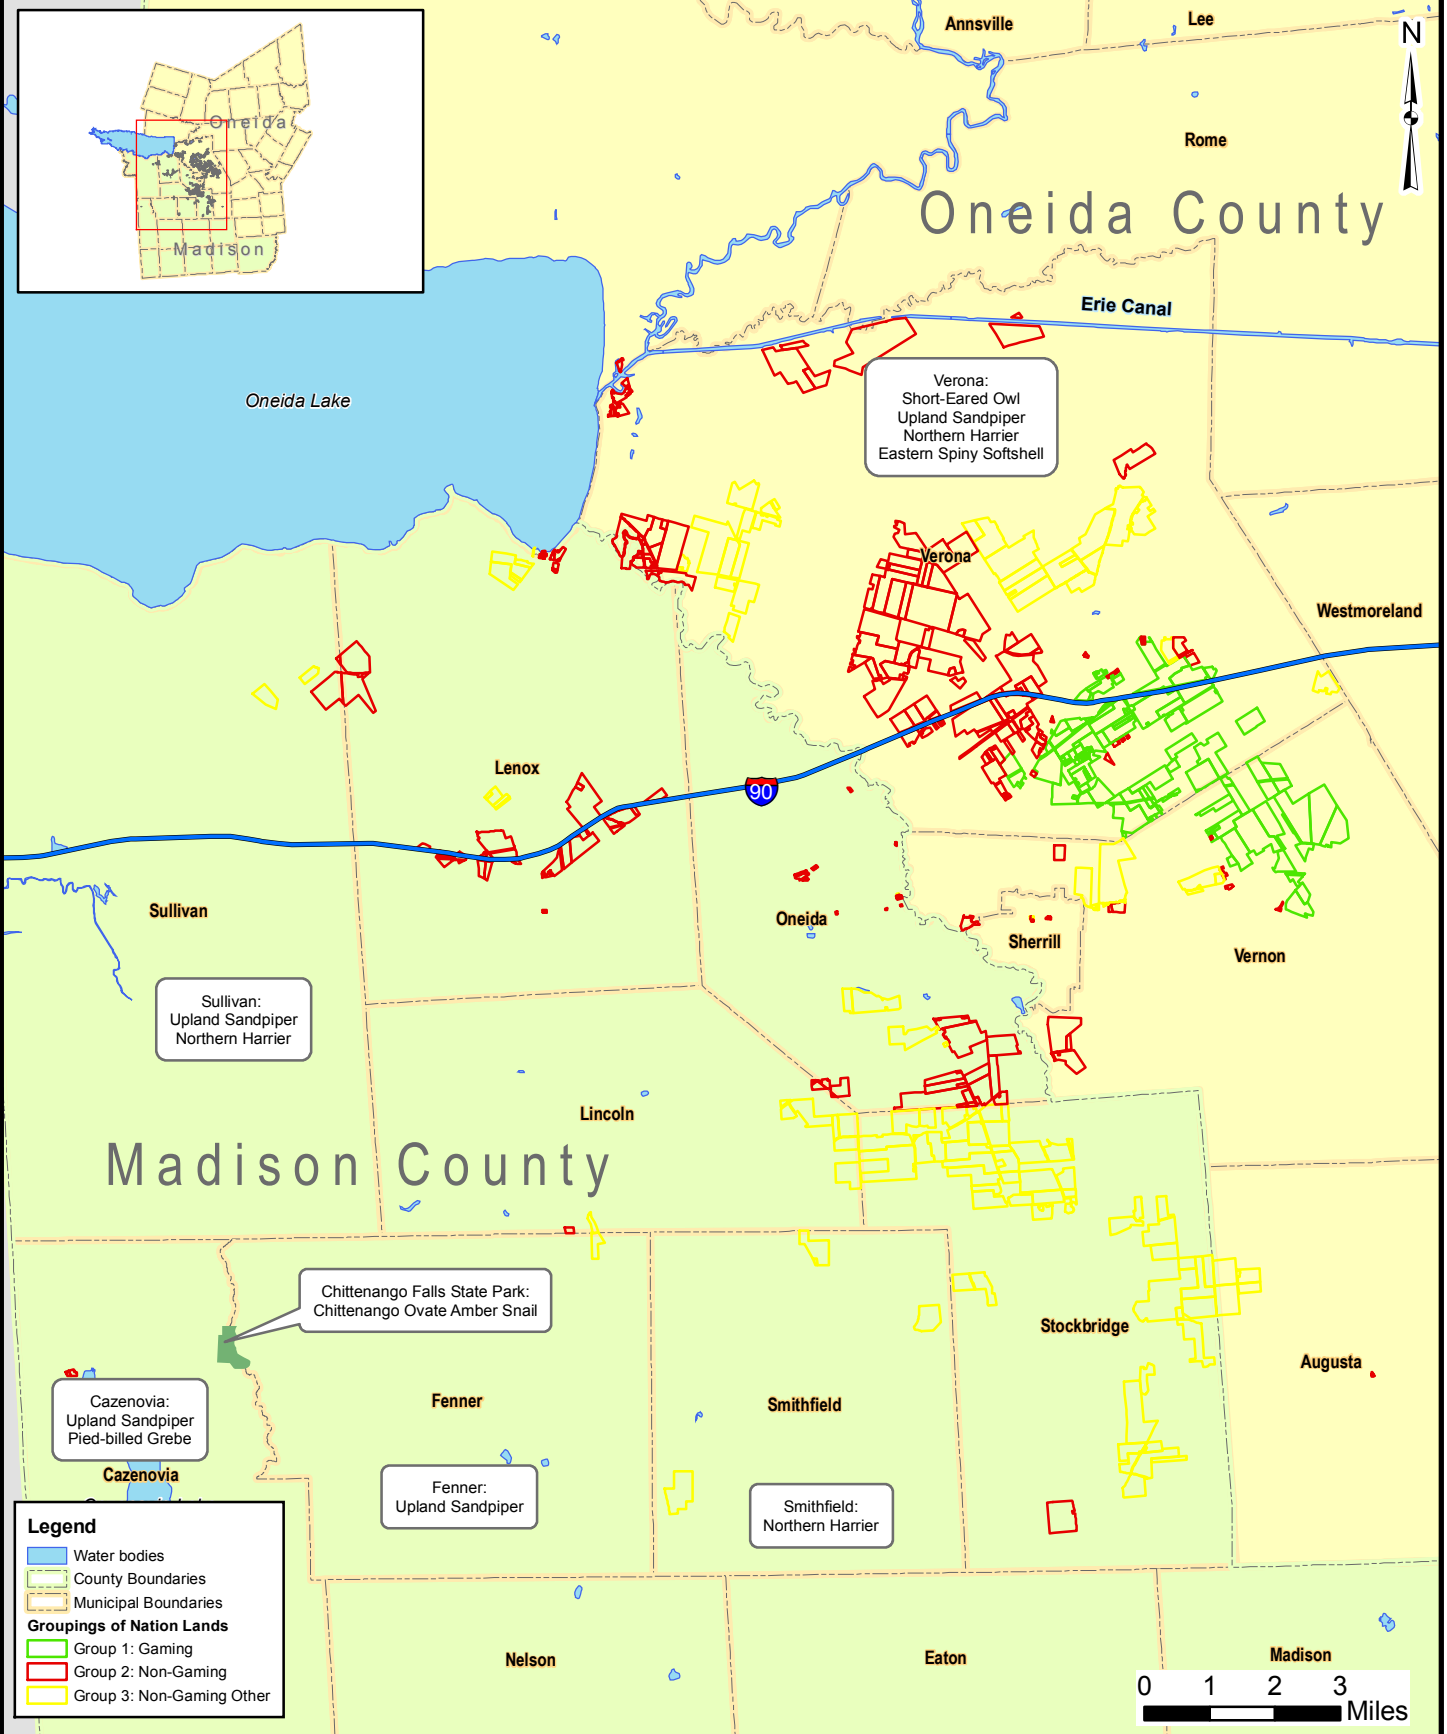 Annsville
Lee
N
Rome
Oneida
Madison
Oneida County
Erie Canal
Oneida Lake
Verona:
Short-Eared Owl
Upland Sandpiper
Northern Harrier
Eastern Spiny Softshell
Verona
Westmoreland
Lenox
90
Sullivan
Oneida
Sherrill
Vernon
Sullivan:
Upland Sandpiper
Northern Harrier
Lincoln
Madison County
Chittenango Falls State Park:
Chittenango Ovate Amber Snail
Stockbridge
Augusta
Cazenovia:
Upland Sandpiper
Pied-billed Grebe
Fenner
Smithfield
Cazenovia
Fenner:
Upland Sandpiper
Smithfield:
Northern Harrier
Legend
Water bodies
County Boundaries
Municipal Boundaries
Groupings of Nation Lands
Group 1: Gaming
Group 2: Non-Gaming
Group 3: Non-Gaming Other
Nelson
Eaton
Madison
0 1 2 3
Miles